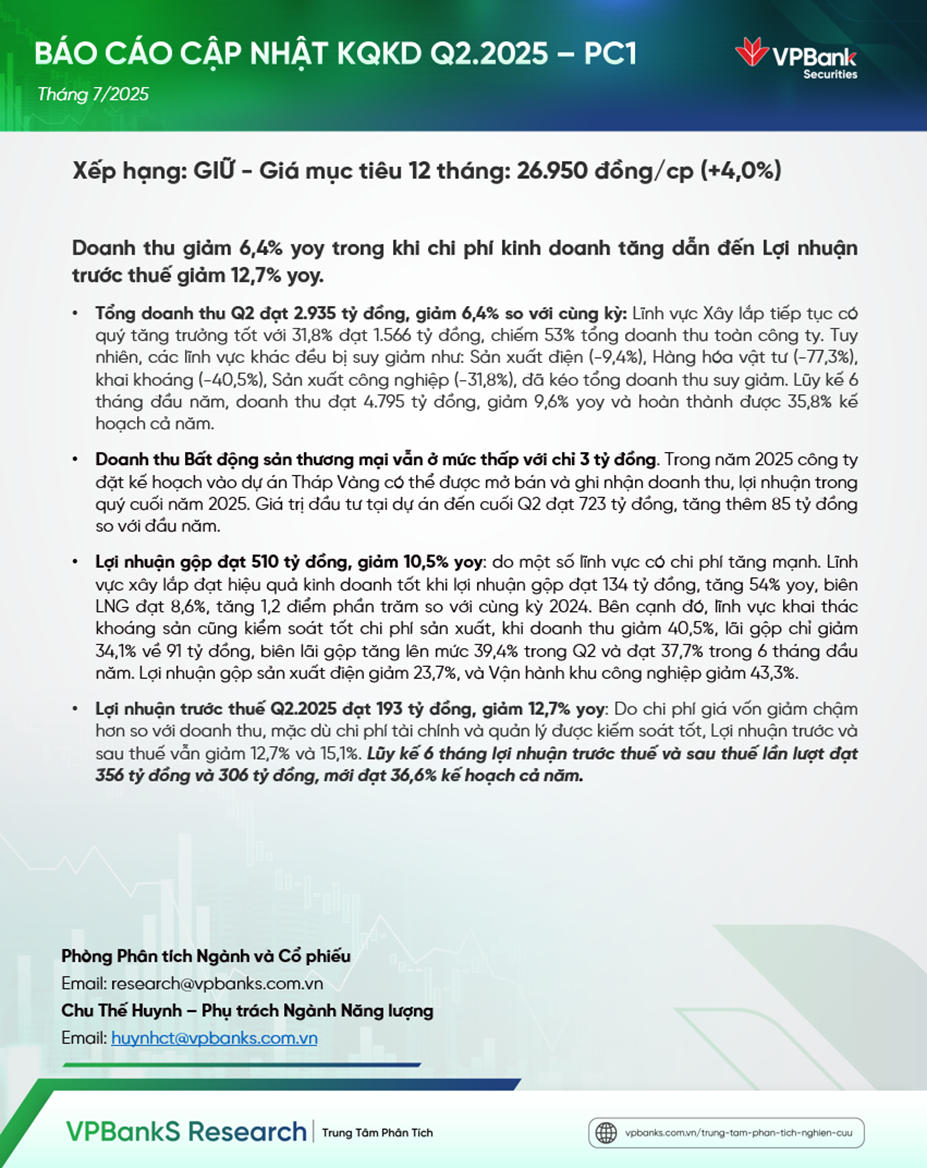 BÁO CÁO CẬP NHẬT KQKD Q2.2025 – PC1
VPBank
Securities
Tháng 7/2025
Xếp hạng: GIỮ - Giá mục tiêu 12 tháng: 26.950 đồng/cp (+4,0%)
Doanh thu giảm 6,4% yoy trong khi chi phí kinh doanh tăng dẫn đến Lợi nhuận
trước thuế giảm 12,7% yoy.
• Tổng doanh thu Q2 đạt 2.935 tỷ đồng, giảm 6,4% so với cùng kỳ: Lĩnh vực Xây lắp tiếp tục có
quý tăng trưởng tốt với 31,8% đạt 1.566 tỷ đồng, chiếm 53% tổng doanh thu toàn công ty. Tuy
nhiên, các lĩnh vực khác đều bị suy giảm như: Sản xuất điện (-9,4%), Hàng hóa vật tư (-77,3%),
khai khoáng (-40,5%), Sản xuất công nghiệp (-31,8%), đã kéo tổng doanh thu suy giảm. Lũy kế 6
tháng đầu năm, doanh thu đạt 4.795 tỷ đồng, giảm 9,6% yoy và hoàn thành được 35,8% kế
hoạch cả năm.
• Doanh thu Bất động sản thương mại vẫn ở mức thấp với chỉ 3 tỷ đồng. Trong năm 2025 công ty
đặt kế hoạch vào dự án Tháp Vàng có thể được mở bán và ghi nhận doanh thu, lợi nhuận trong
quý cuối năm 2025. Giá trị đầu tư tại dự án đến cuối Q2 đạt 723 tỷ đồng, tăng thêm 85 tỷ đồng
so với đầu năm.
• Lợi nhuận gộp đạt 510 tỷ đồng, giảm 10,5% yoy: do một số lĩnh vực có chi phí tăng mạnh. Lĩnh
vực xây lắp đạt hiệu quả kinh doanh tốt khi lợi nhuận gộp đạt 134 tỷ đồng, tăng 54% yoy, biên
LNG đạt 8,6%, tăng 1,2 điểm phần trăm so với cùng kỳ 2024. Bên cạnh đó, lĩnh vực khai thác
khoáng sản cũng kiểm soát tốt chi phí sản xuất, khi doanh thu giảm 40,5%, lãi gộp chỉ giảm
34,1% về 91 tỷ đồng, biên lãi gộp tăng lên mức 39,4% trong Q2 và đạt 37,7% trong 6 tháng đầu
năm. Lợi nhuận gộp sản xuất điện giảm 23,7%, và Vận hành khu công nghiệp giảm 43,3%.
• Lợi nhuận trước thuế Q2.2025 đạt 193 tỷ đồng, giảm 12,7% yoy: Do chi phí giá vốn giảm chậm
hơn so với doanh thu, mặc dù chi phí tài chính và quản lý được kiểm soát tốt, Lợi nhuận trước và
sau thuế vẫn giảm 12,7% và 15,1%. Lũy kế 6 tháng lợi nhuận trước thuế và sau thuế lần lượt đạt
356 tỷ đồng và 306 tỷ đồng, mới đạt 36,6% kế hoạch cả năm.
Phòng Phân tích Ngành và Cổ phiếu
Email: research@vpbanks.com.vn
Chu Thế Huynh – Phụ trách Ngành Năng lượng
Email: huynhct@vpbanks.com.vn
VPBankS Research | Trung Tâm Phân Tích
vpbanks.com.vn/trung-tam-phan-tich-nghien-cuu